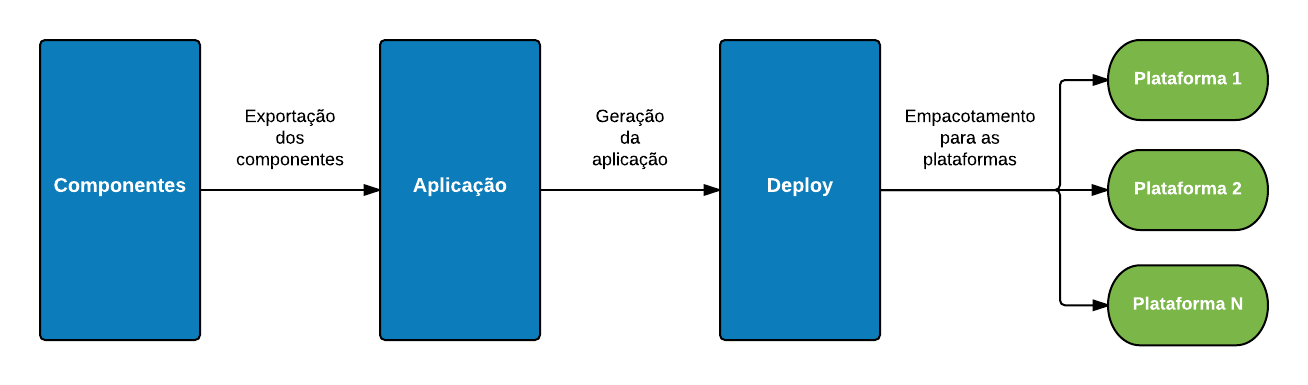 Componentes
Exportação
dos
componentes
Aplicação
Geração
da
aplicação
Deploy
Empacotamento
para as
plataformas
Plataforma 1
Plataforma 2
Plataforma N